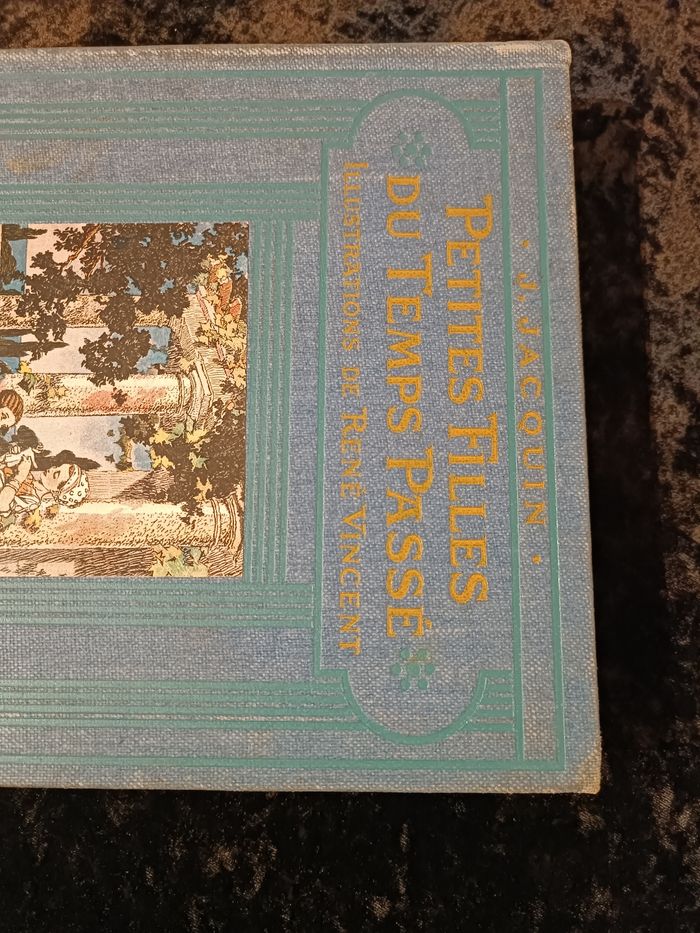 · J. JACQUIN ·
PETITES FILLES
DU TEMPS PASSÉ
ILLUSTRATIONS DE RENÉ VINCENT